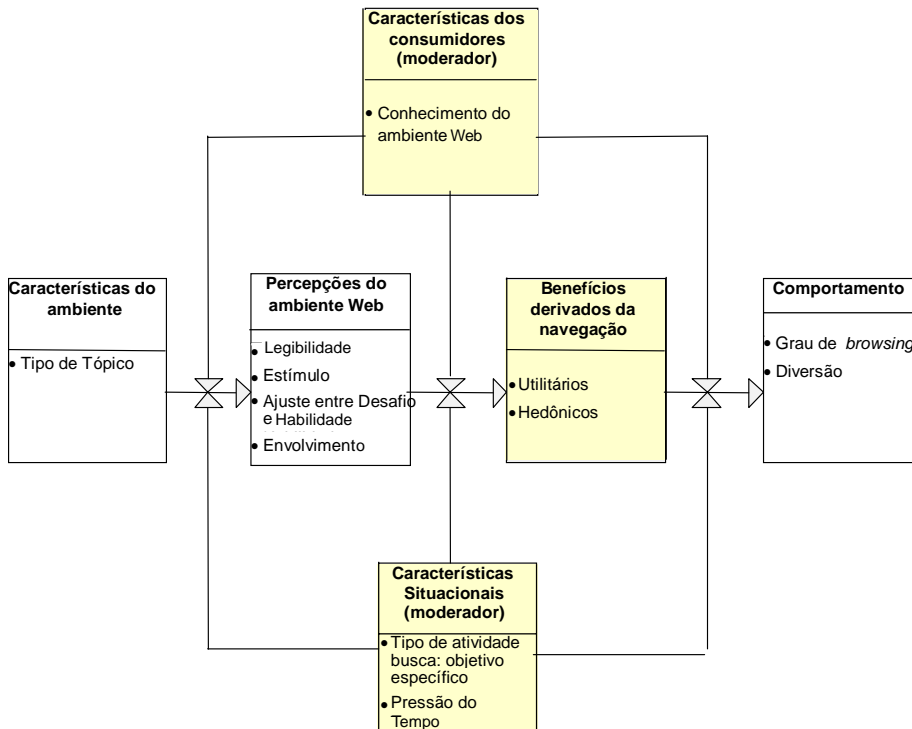 Características dos
consumidores
(moderador)
• Conhecimento do
ambiente Web
Características do
ambiente
• Tipo de Tópico
Percepções do
ambiente Web
• Legibilidade
• Estímulo
• Ajuste entre Desafio
e Habilidade
• Envolvimento
Benefícios
derivados da
navegação
• Utilitários
• Hedônicos
Comportamento
• Grau de browsing
• Diversão
Características
Situacionais
(moderador)
• Tipo de atividade
busca: objetivo
específico
• Pressão do
Tempo